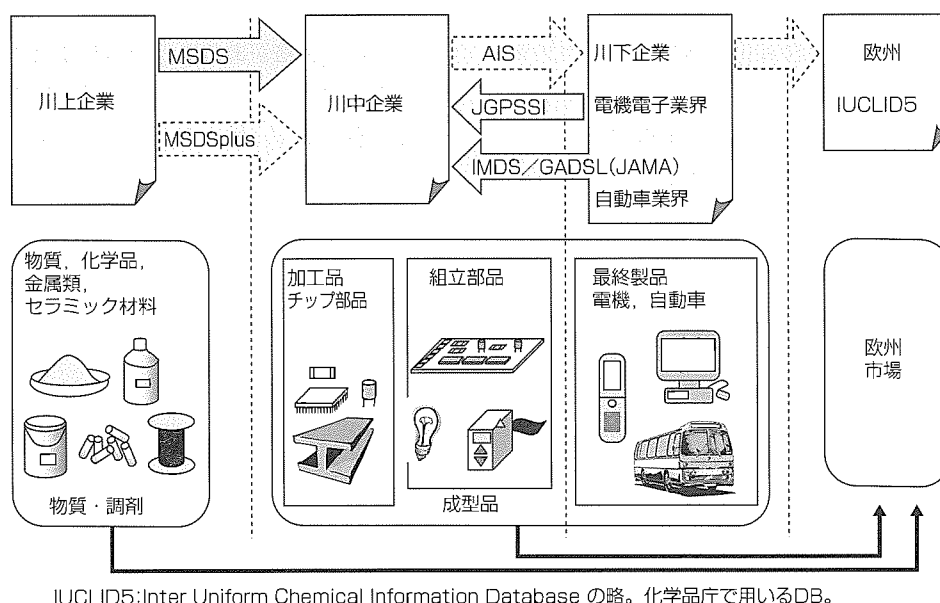 川上企業
MSDS
MSDSplus
川中企業
AIS
JGPSSI
IMDS/GADSL(JAMA)
川下企業
電機電子業界
自動車業界
欧州
IUCLID5
物質,化学品,
金属類,
セラミック材料
物質・調剤
加工品
チップ部品
組立部品
成型品
最終製品
電機,自動車
欧州
市場
IUCLID5:Inter Uniform Chemical Information Database の略。化学品庁で用いるDB。